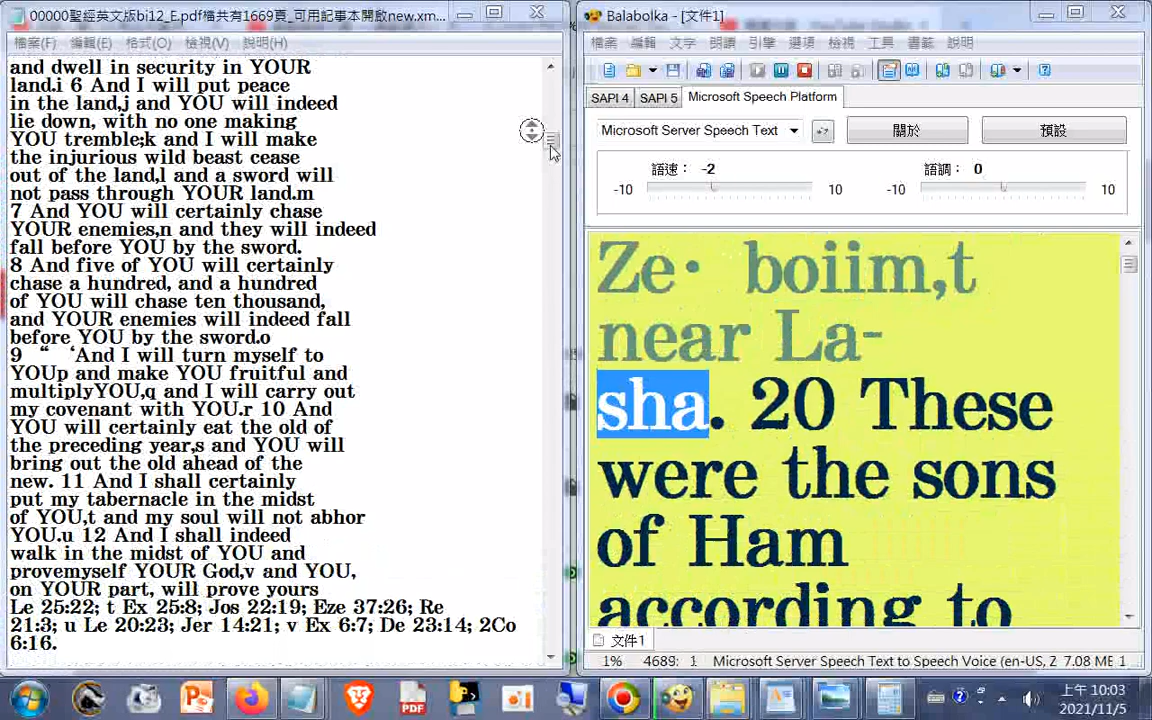 00000聖經英文版bi12_E.pdf檔共有1669頁_可用記事本開啟new.xm...
檔案(F) 編輯(E) 格式(O) 檢視(V) 說明(H)
and dwell in security in YOUR
land.i 6 And I will put peace
in the land,j and YOU will indeed
lie down, with no one making
YOU tremble;k and I will make
the injurious wild beast cease
out of the land,l and a sword will
not pass through YOUR land.m
7 And YOU will certainly chase
YOUR enemies,n and they will indeed
fall before YOU by the sword.
8 And five of YOU will certainly
chase a hundred, and a hundred
of YOU will chase ten thousand,
and YOUR enemies will indeed fall
before YOU by the sword.o
9 “ ‘And I will turn myself to
YOUp and make YOU fruitful and
multiplyYOU,q and I will carry out
my covenant with YOU.r 10 And
YOU will certainly eat the old of
the preceding year,s and YOU will
bring out the old ahead of the
new. 11 And I shall certainly
put my tabernacle in the midst
of YOU,t and my soul will not abhor
YOU.u 12 And I shall indeed
walk in the midst of YOU and
provemyself YOUR God,v and YOU,
on YOUR part, will prove yours
Le 25:22; t Ex 25:8; Jos 22:19; Eze 37:26; Re
21:3; u Le 20:23; Jer 14:21; v Ex 6:7; De 23:14; 2Co
6:16.
Balabolka - [文件1]
檔案 編輯 文字 朗讀 引擎 選項 檢視 工具 書籤 說明
SAPI 4 SAPI 5 Microsoft Speech Platform
Microsoft Server Speech Text 關於 預設
語速： -2 語調： 0
-10 10 -10 10
Ze· boiim,t
near La-
sha. 20 These
were the sons
of Ham
according to
文件1
1% 4689: 1 Microsoft Server Speech Text to Speech Voice (en-US, 2 7.08 ME 1
PDF
上午 10:03
2021/11/5